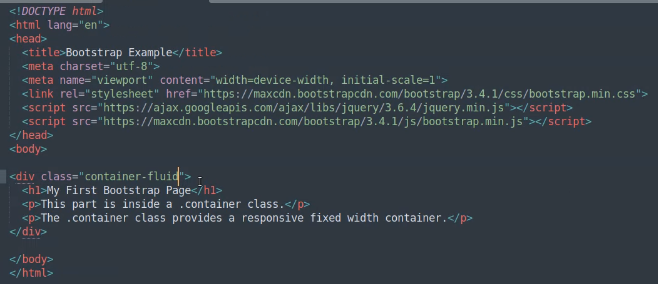 <!DOCTYPE html>
<html lang="en">
<head>
<title>Bootstrap Example</title>
<meta charset="utf-8">
<meta name="viewport" content="width=device-width, initial-scale=1">
<link rel="stylesheet" href="https://maxcdn.bootstrapcdn.com/bootstrap/3.4.1/css/bootstrap.min.css">
<script src="https://ajax.googleapis.com/ajax/libs/jquery/3.6.4/jquery.min.js"></script>
<script src="https://maxcdn.bootstrapcdn.com/bootstrap/3.4.1/js/bootstrap.min.js"></script>
</head>
<body>
<div class="container-fluid">
<h1>My First Bootstrap Page</h1>
<p>This part is inside a .container class.</p>
<p>The .container class provides a responsive fixed width container.</p>
</div>
</body>
</html>